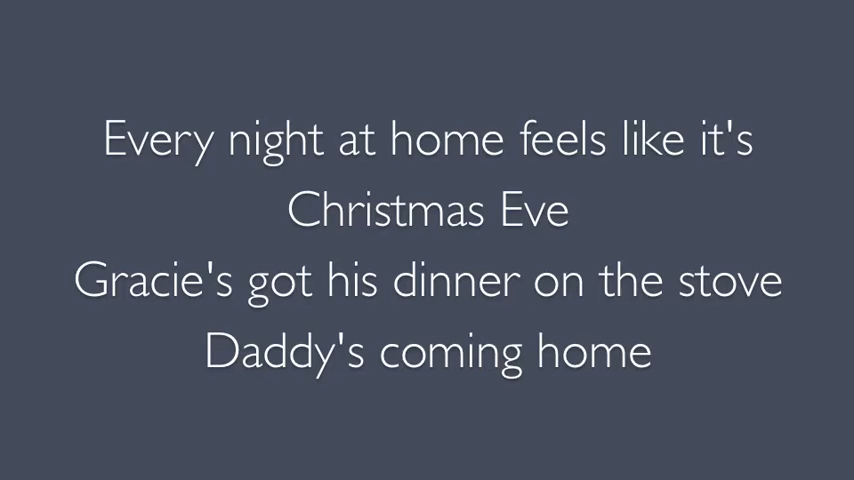 Every night at home feels like it's
Christmas Eve
Gracie's got his dinner on the stove
Daddy's coming home